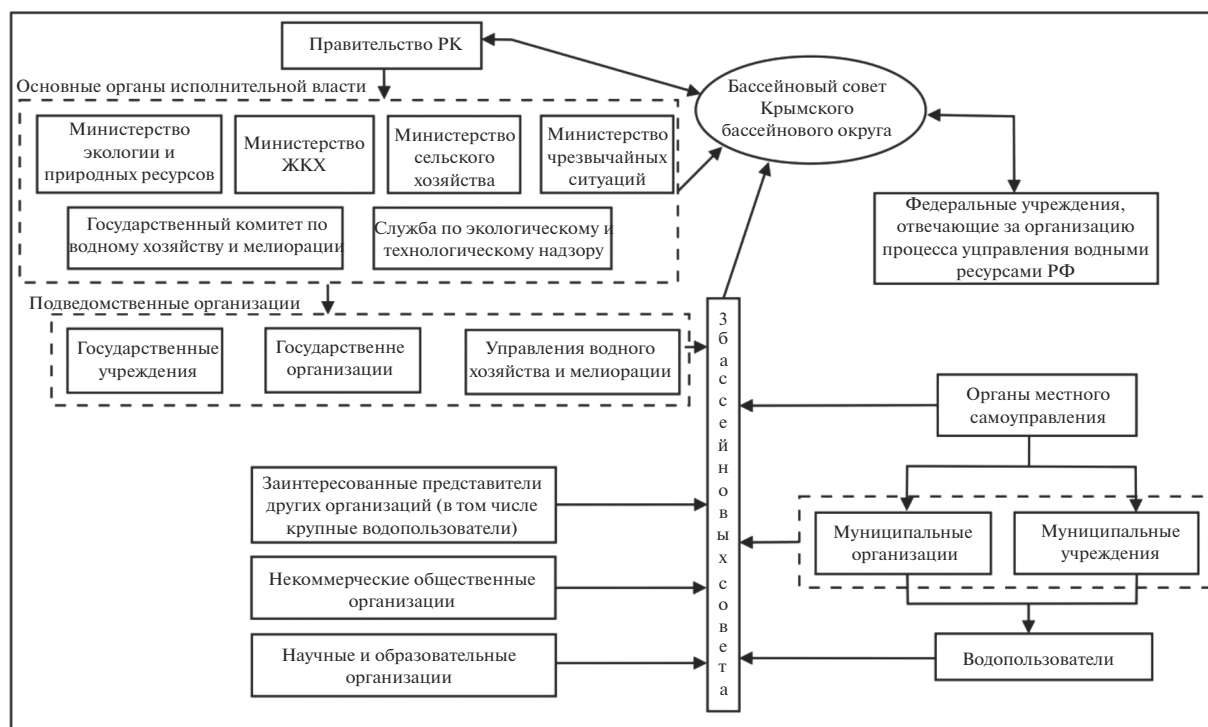 Правительство РК
Основные органы исполнительной власти
Бассейновый совет
Крымского
бассейнового округа
Министерство
экологии и
природных ресурсов
Министерство
ЖКХ
Министерство
сельского
хозяйства
Министерство
чрезвычайных
ситуаций
Государственный комитет по
водному хозяйству и мелиорации
Служба по экологическому и
технологическому надзору
Федеральные учреждения,
отвечающие за организацию
процесса уцправления водными
ресурсами РФ
Подведомственные организации
Государственные
учреждения
Государственне
организации
Управления водного
хозяйства и мелиорации
3 бассейновых совета
Органы местного
самоуправления
Заинтересованные представители
других организаций (в том числе
крупные водопользователи)
Муниципальные
организации
Муниципальные
учреждения
Некоммерческие общественные
организации
Научные и образовательные
организации
Водопользователи